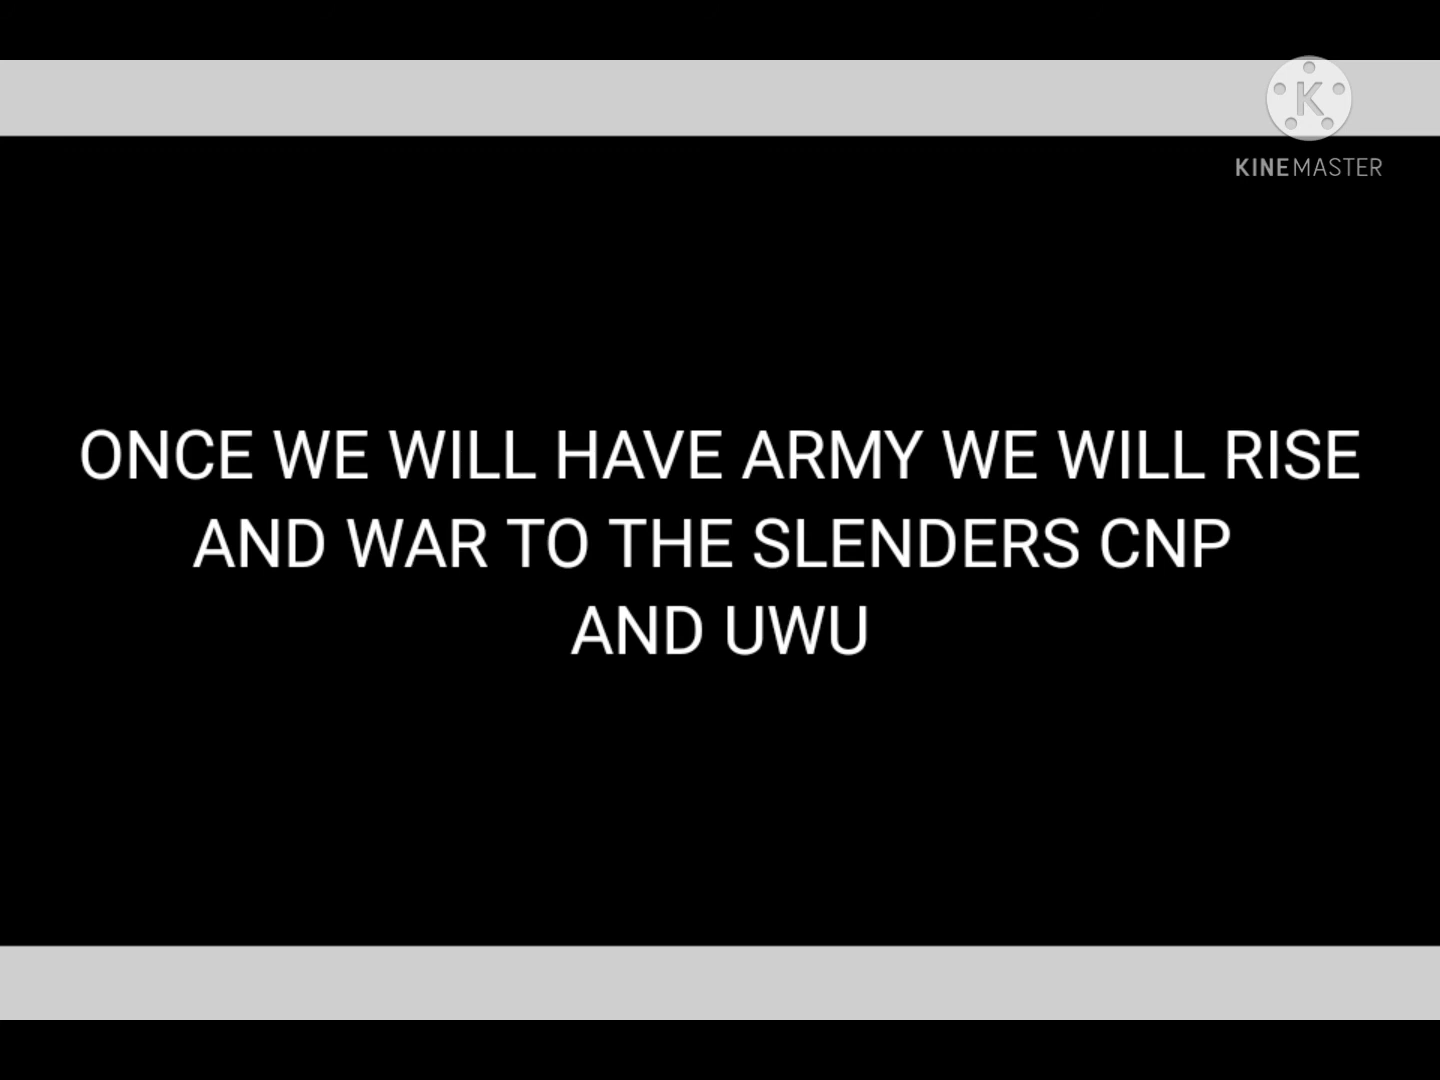 K
KINEMASTER
ONCE WE WILL HAVE ARMY WE WILL RISE
AND WAR TO THE SLENDERS CNP
AND UWU